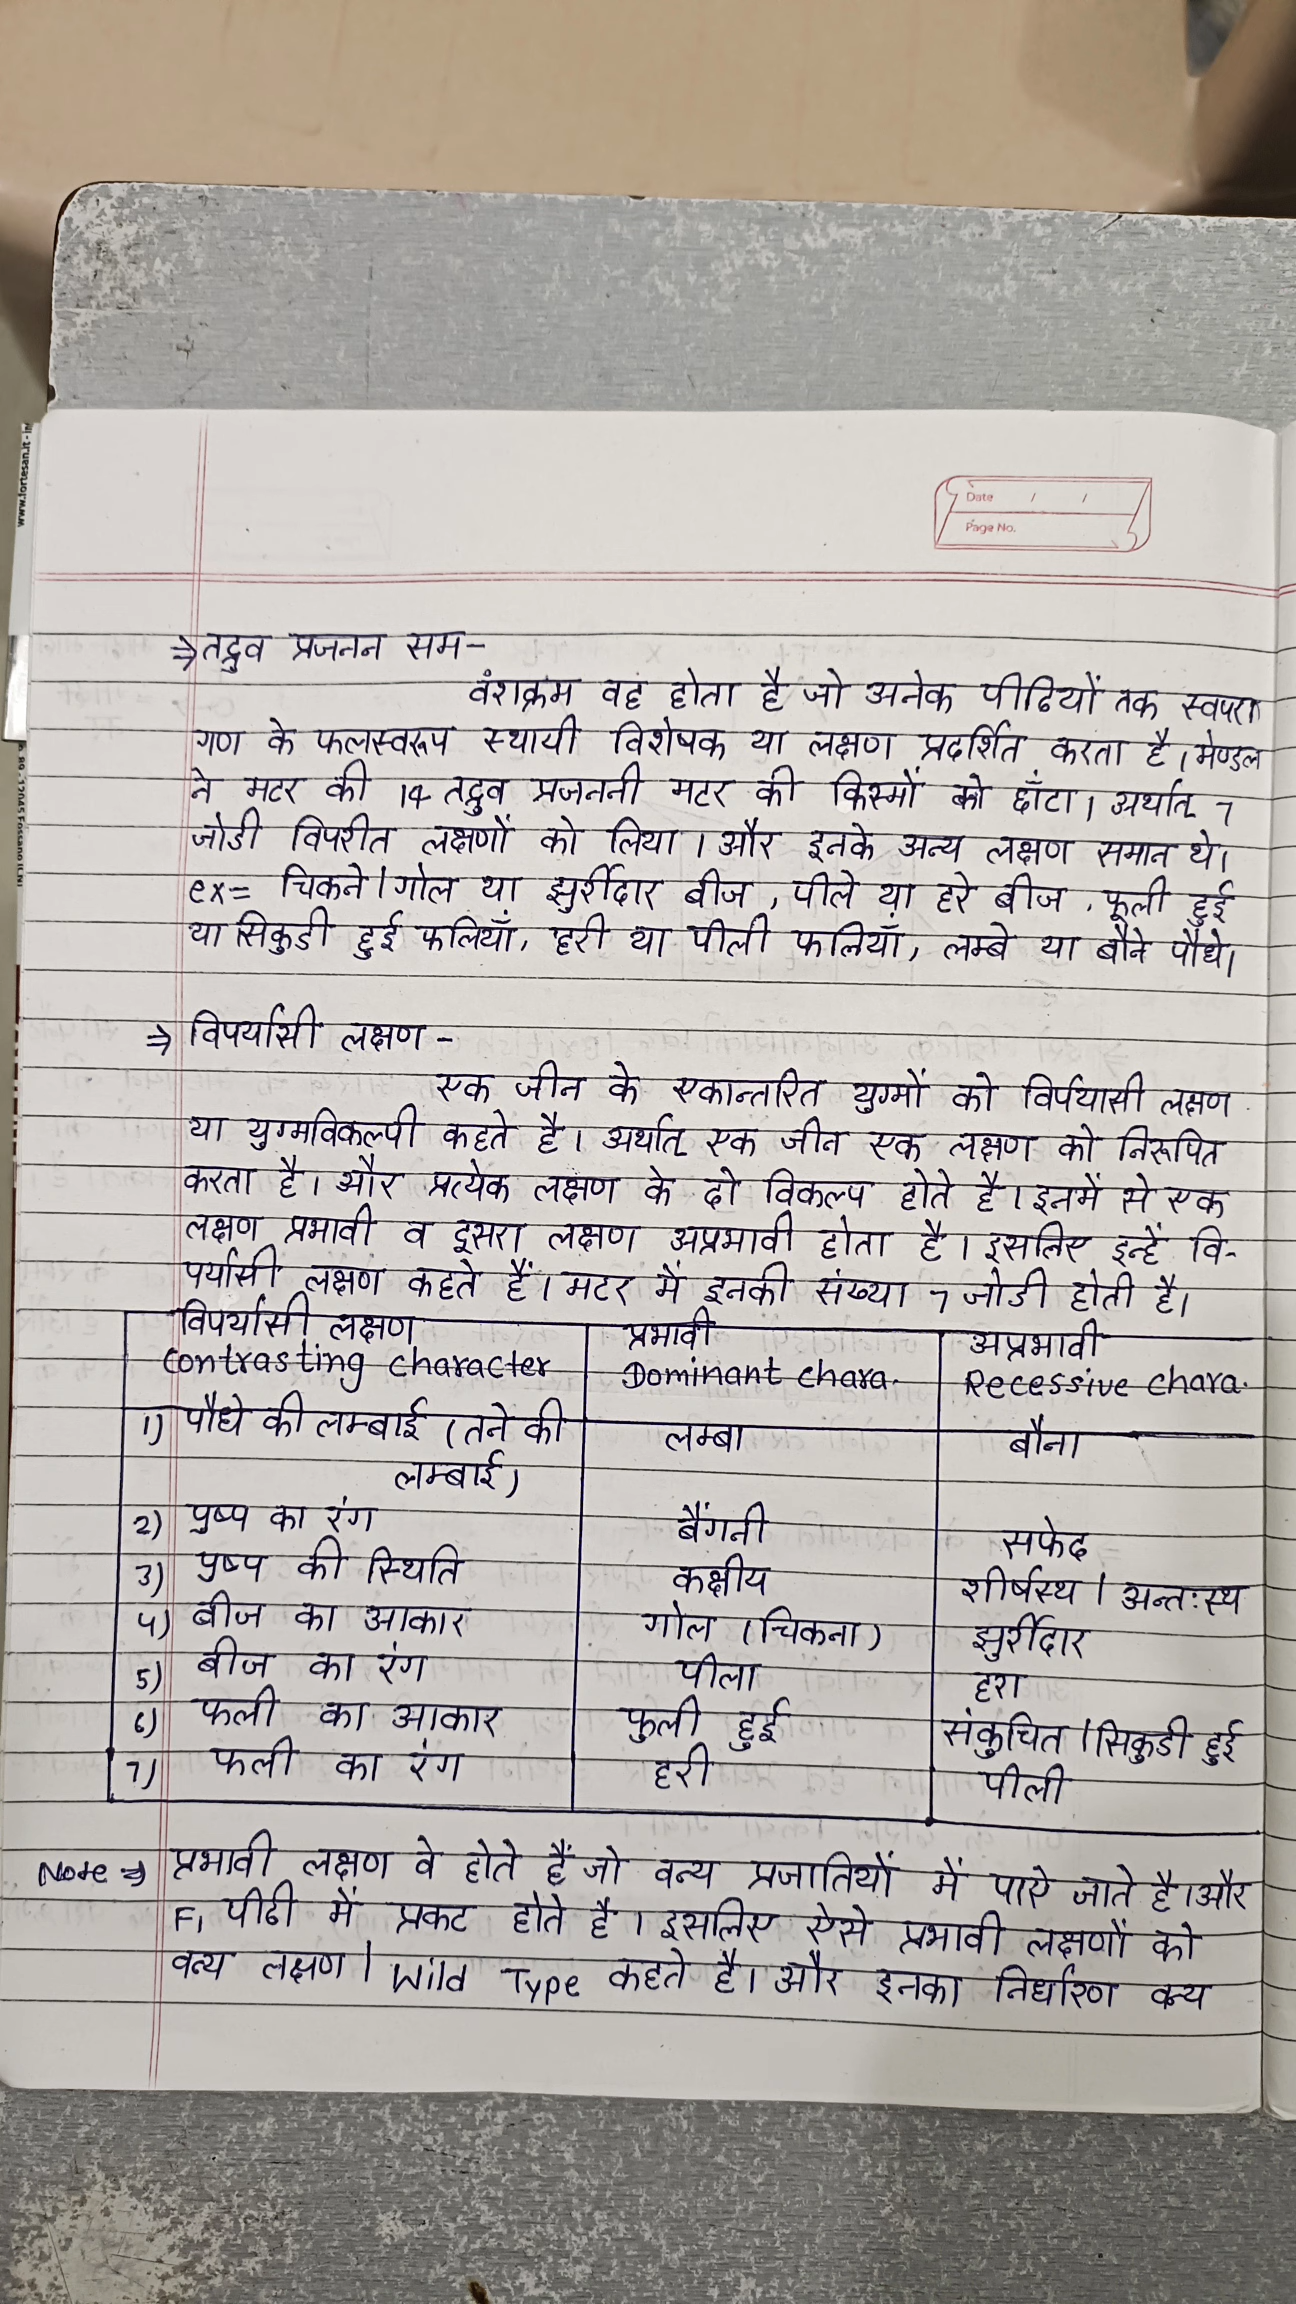 www.fortesan.it - in
Date / /
Page No.
⇒ तद्रुव प्रजनन सम-
वंशक्रम वह होता है जो अनेक पीढियों तक स्वपरा
गण के फलस्वरूप स्थायी विशेषक या लक्षण प्रदर्शित करता है। मेण्डल
ने मटर की 14 तद्रुव प्रजननी मटर की किस्मों को छाँटा। अर्थात् 7
जोडी विपरीत लक्षणों को लिया। और इनके अन्य लक्षण समान थे।
ex= चिकने/गोल या झुर्रीदार बीज, पीले या हरे बीज, फूली हुई
या सिकुडी हुई फलियाँ, हरी या पीली फलियाँ, लम्बे या बौने पौधे।
⇒ विपर्यासी लक्षण -
एक जीन के एकान्तरित युग्मों को विर्पयासी लक्षण
या युग्मविकल्पी कहते है। अर्थात् एक जीन एक लक्षण को निरूपित
करता है। और प्रत्येक लक्षण के दो विकल्प होते है। इनमें से एक
लक्षण प्रभावी व दूसरा लक्षण अप्रभावी होता है। इसलिए इन्हें वि-
पर्यासी लक्षण कहते हैं। मटर में इनकी संख्या 7 जोडी होती है।
विपर्यासी लक्षण प्रभावी अप्रभावी
Contrasting character Dominant chara. Recessive chara.
1) पौधे की लम्बाई (तने की लम्बा बौना
लम्बाई)
2) पुष्प का रंग बैंगनी सफेद
3) पुष्प की स्थिति कक्षीय शीर्षस्थ / अन्तःस्थ
4) बीज का आकार गोल (चिकना) झुर्रीदार
5) बीज का रंग पीला हरा
6) फली का आकार फुली हुई संकुचित / सिकुडी हुई
7) फली का रंग हरी पीली
Note ⇒ प्रभावी लक्षण वे होते हैं जो वन्य प्रजातियों में पाऐ जाते है। और
F₁ पीढी में प्रकट होते है। इसलिए ऐसे प्रभावी लक्षणों को
वन्य लक्षण / Wild Type कहते है। और इनका निर्धारण वन्य